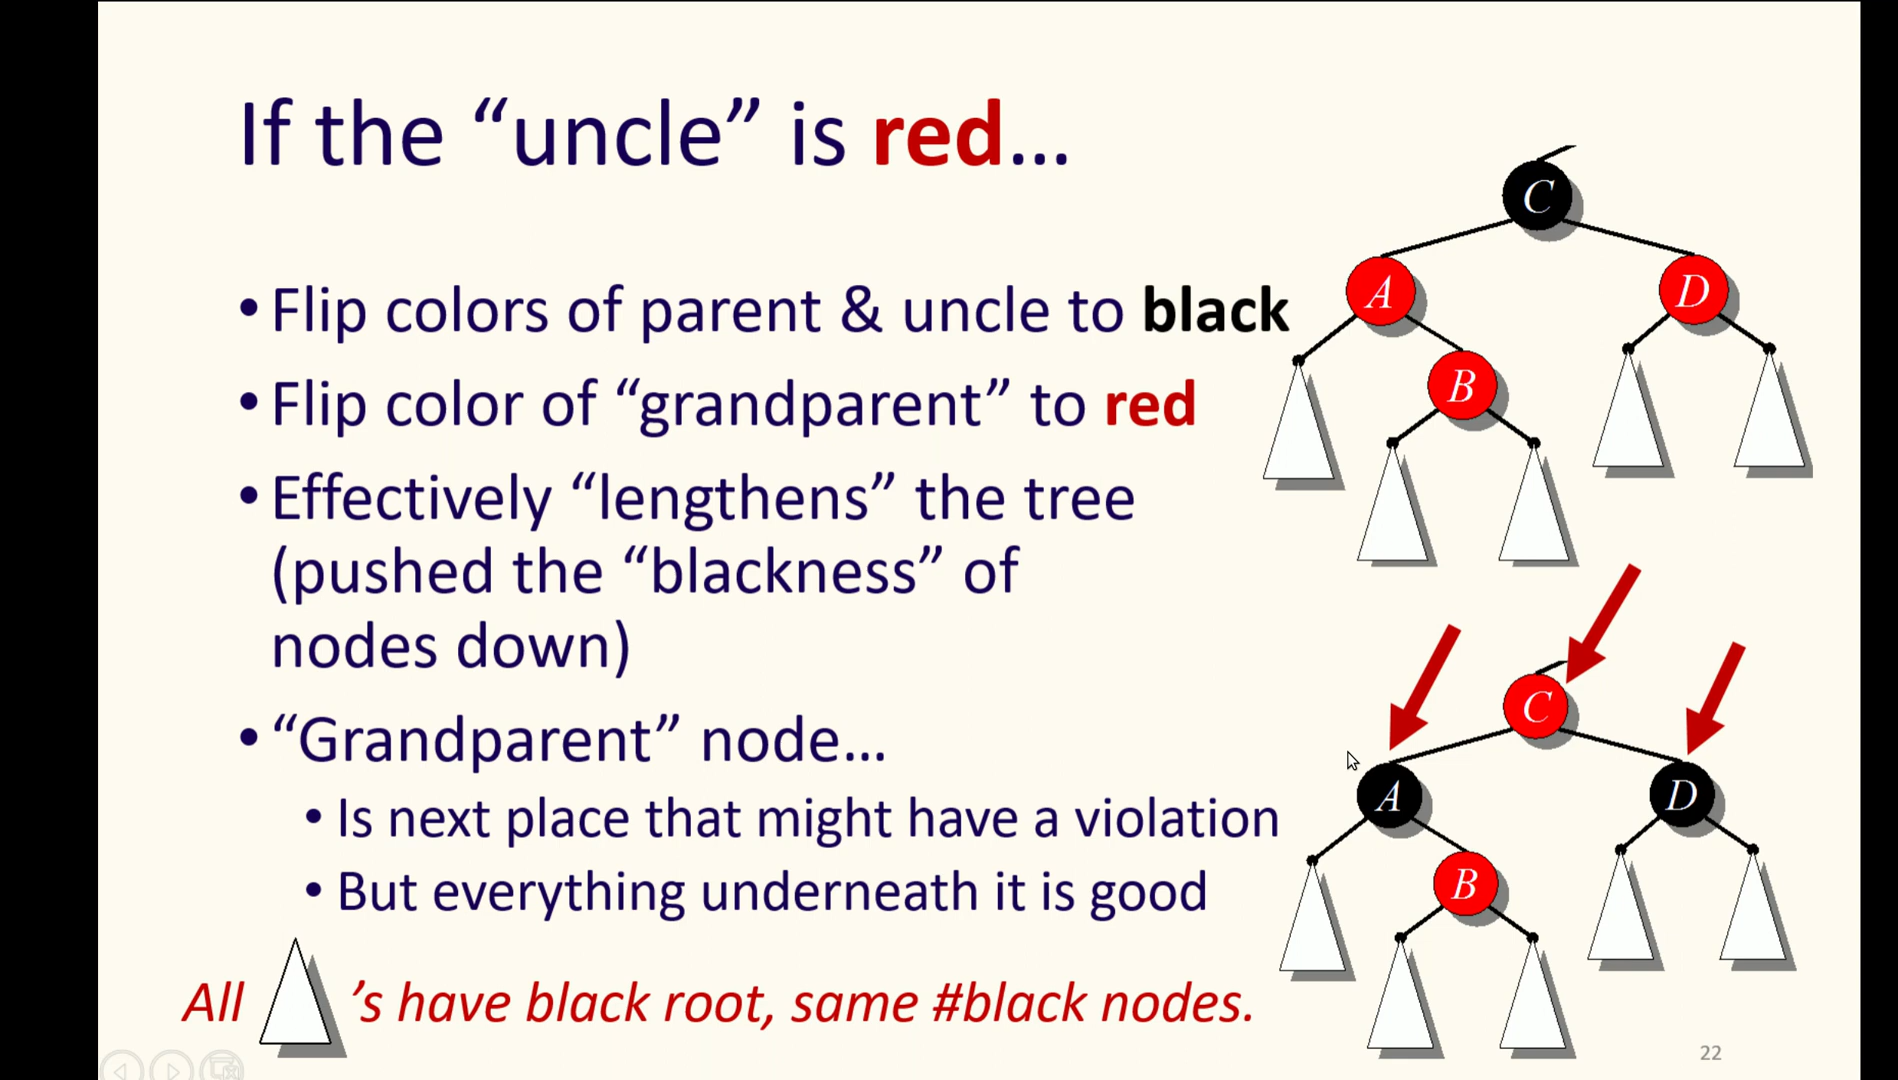 If the “uncle” is red...
• Flip colors of parent & uncle to black
• Flip color of “grandparent” to red
• Effectively “lengthens” the tree
(pushed the “blackness” of
nodes down)
• “Grandparent” node...
• Is next place that might have a violation
• But everything underneath it is good
All ’s have black root, same #black nodes.
C
A
D
B
C
A
D
B
22